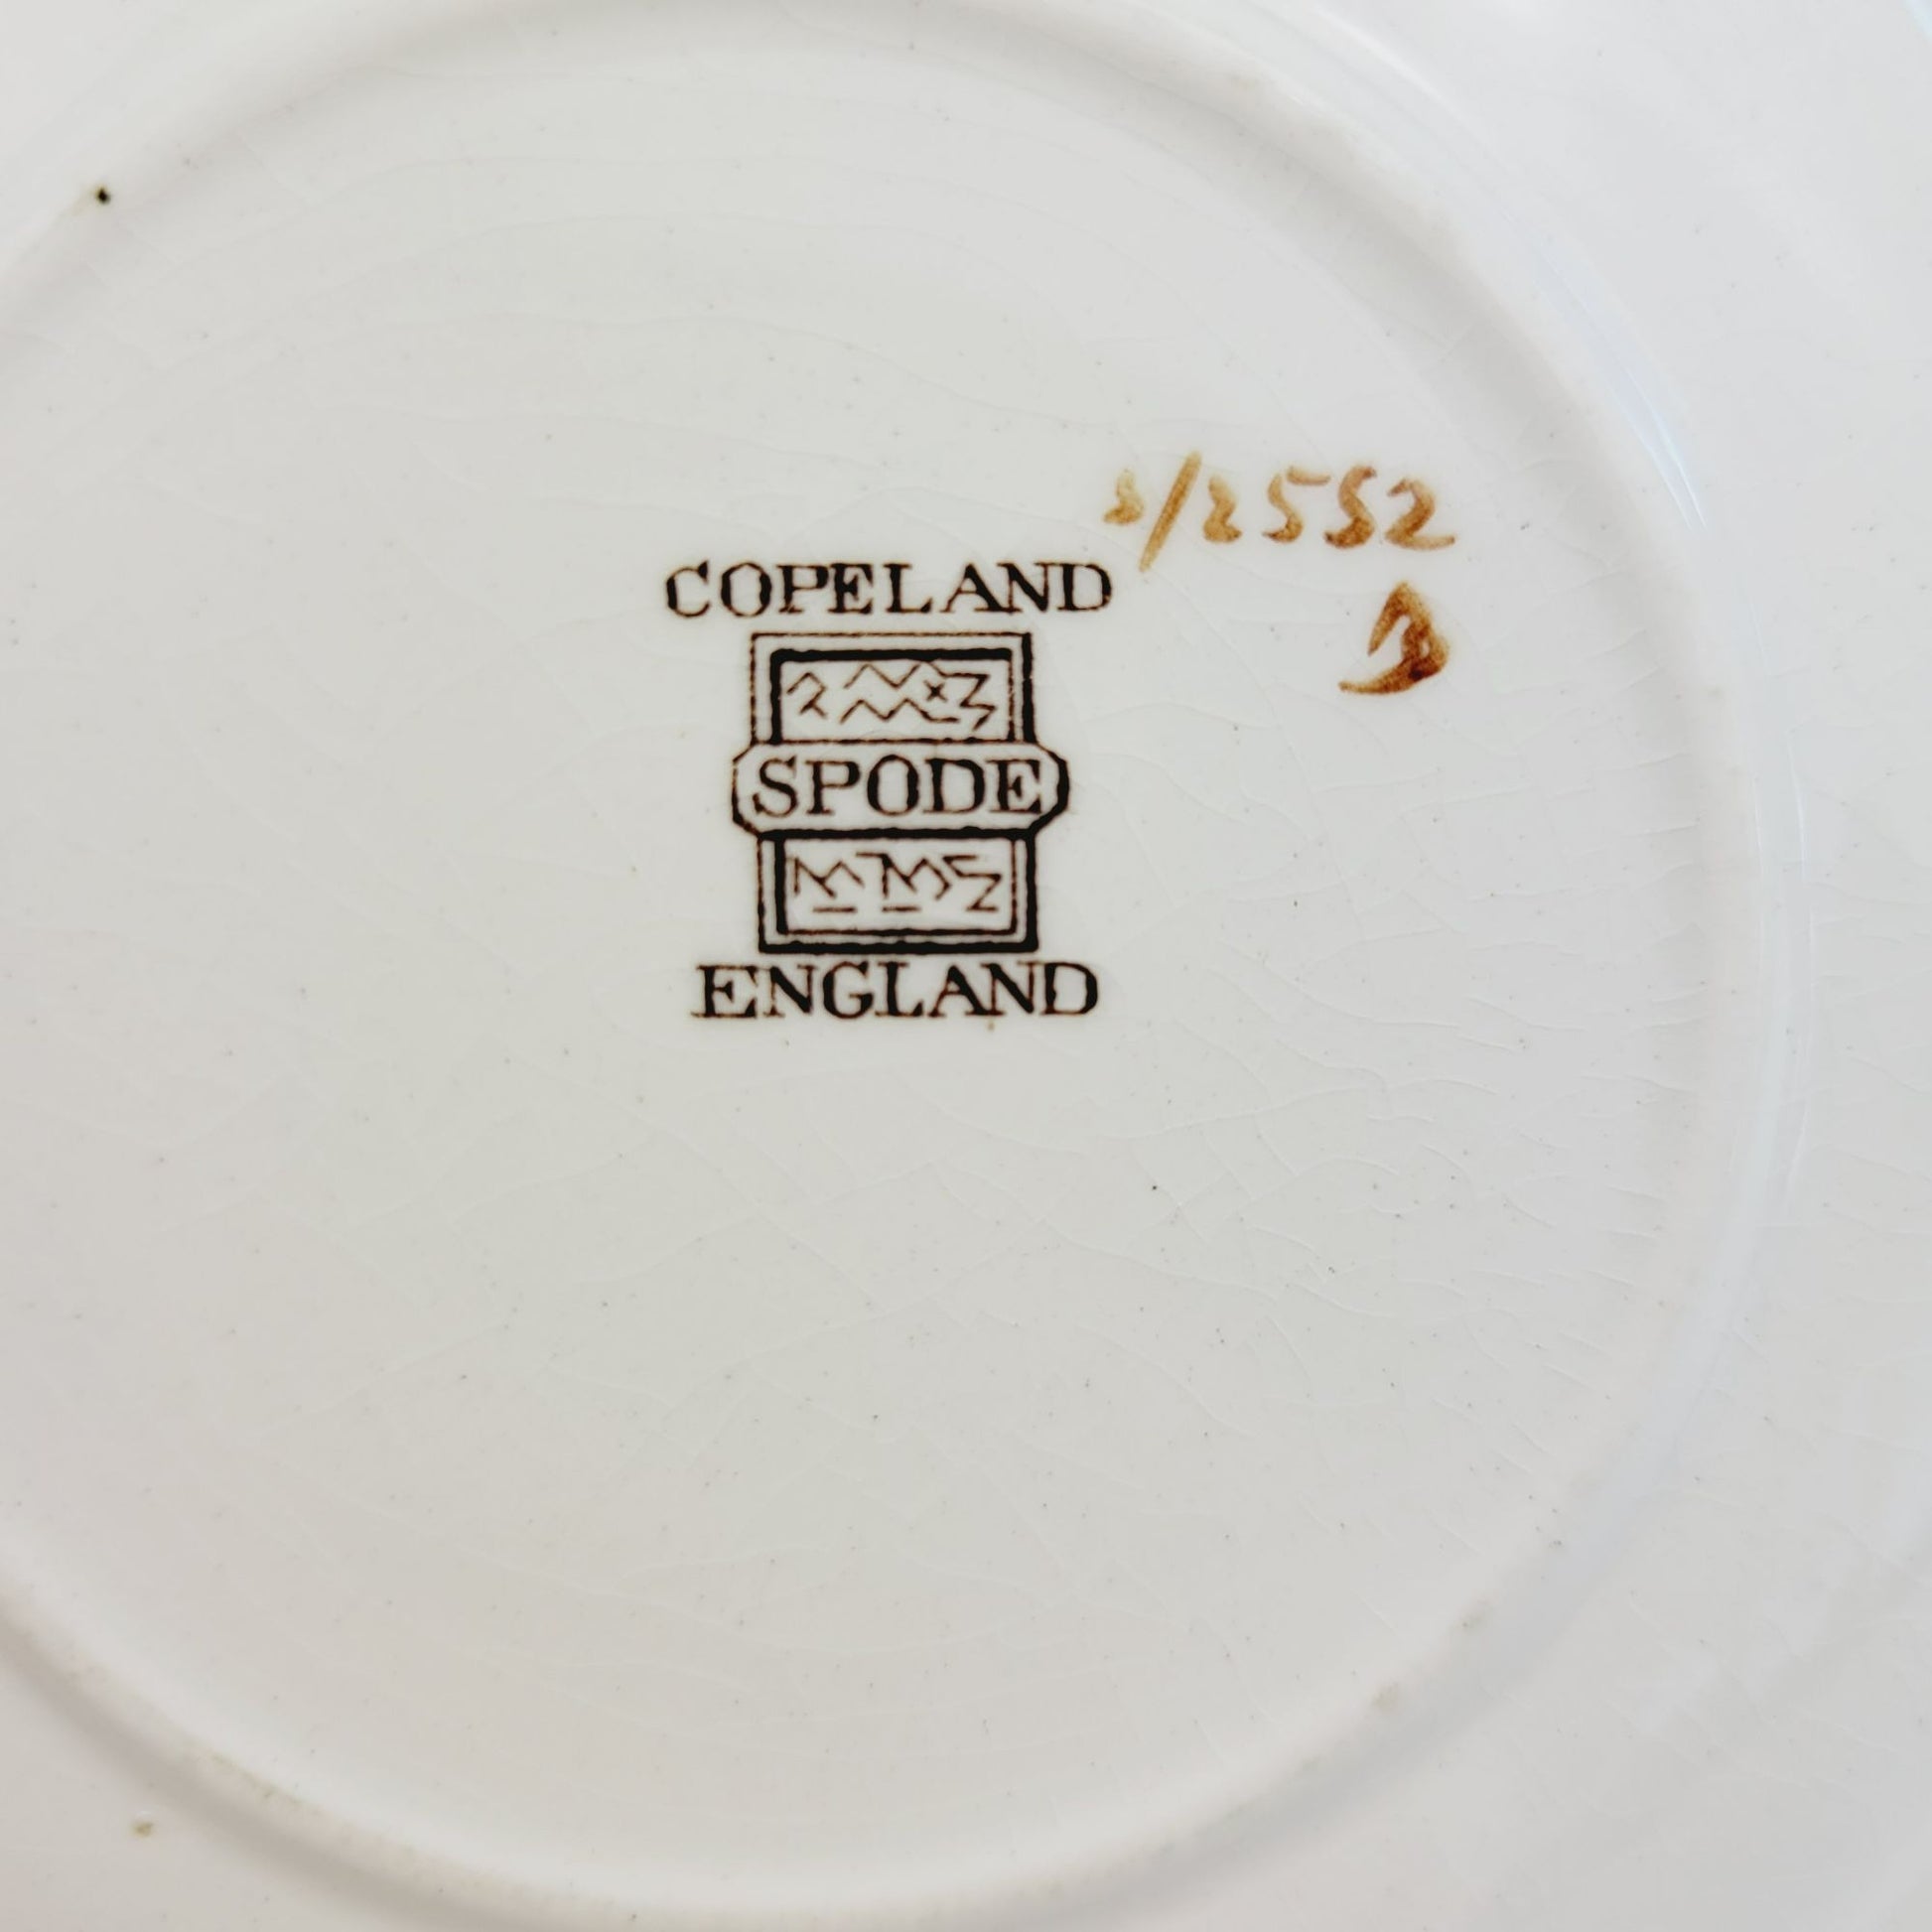 2/2552
B
COPELAND
SPODE
ENGLAND